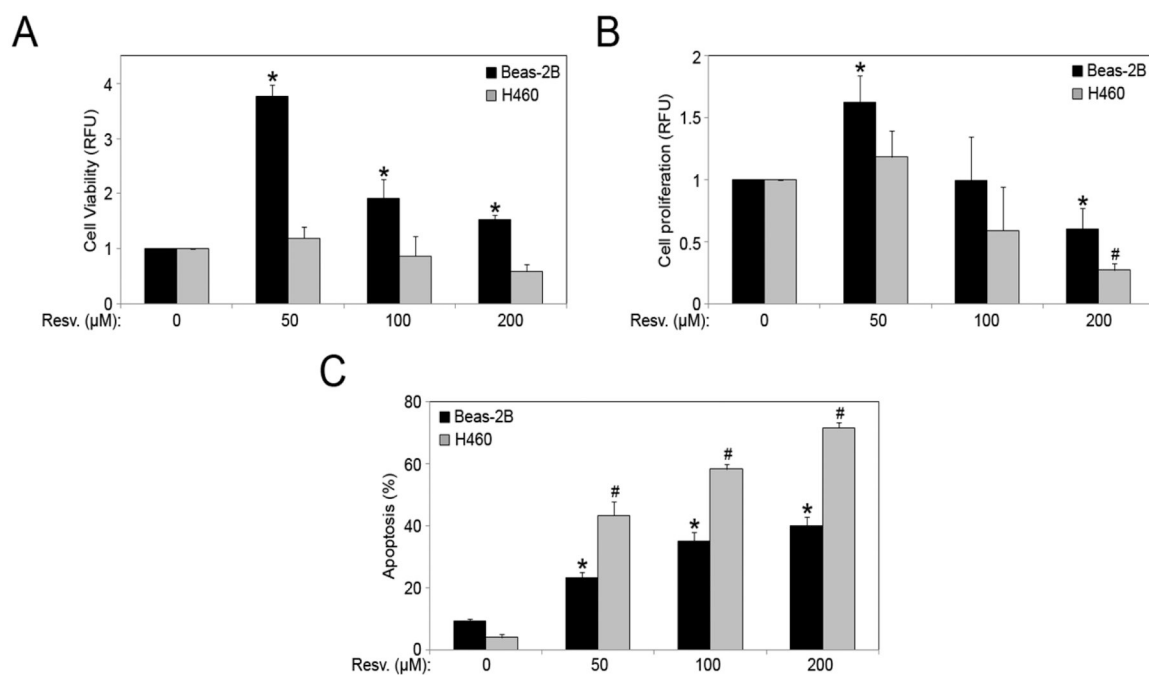 A
Cell Viability (RFU)
4
3
2
1
0
*
*
*
Beas-2B
H460
Resv. (µM): 0 50 100 200
B
Cell proliferation (RFU)
2
1.5
1
0.5
0
*
*
#
Beas-2B
H460
Resv. (µM): 0 50 100 200
C
Apoptosis (%)
80
60
40
20
0
Beas-2B
H460
*
#
*
#
*
#
Resv. (µM): 0 50 100 200